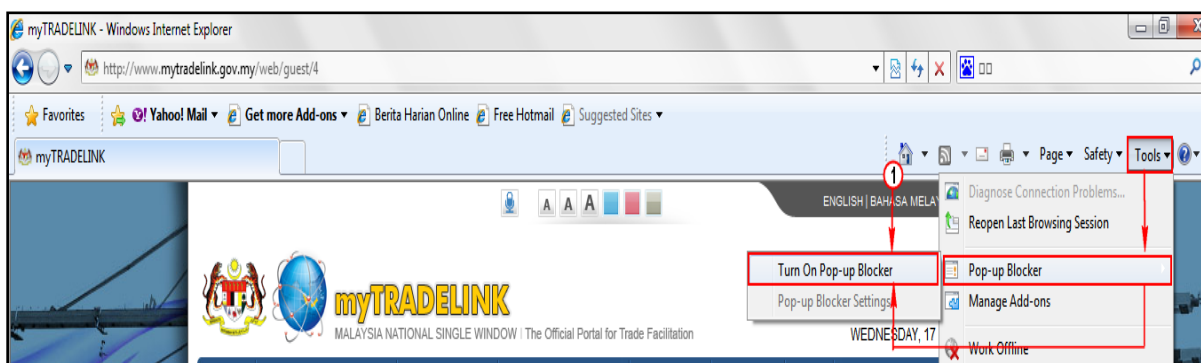 myTRADELINK - Windows Internet Explorer
http://www.mytradelink.gov.my/web/guest/4
Favorites Yahoo! Mail Get more Add-ons Berita Harian Online Free Hotmail Suggested Sites
myTRADELINK Page Safety Tools
1
A A A ENGLISH | BAHASA MELAY
Diagnose Connection Problems...
Reopen Last Browsing Session
Turn On Pop-up Blocker Pop-up Blocker
Pop-up Blocker Settings Manage Add-ons
myTRADELINK
MALAYSIA NATIONAL SINGLE WINDOW | The Official Portal for Trade Facilitation
WEDNESDAY, 17
Work Offline